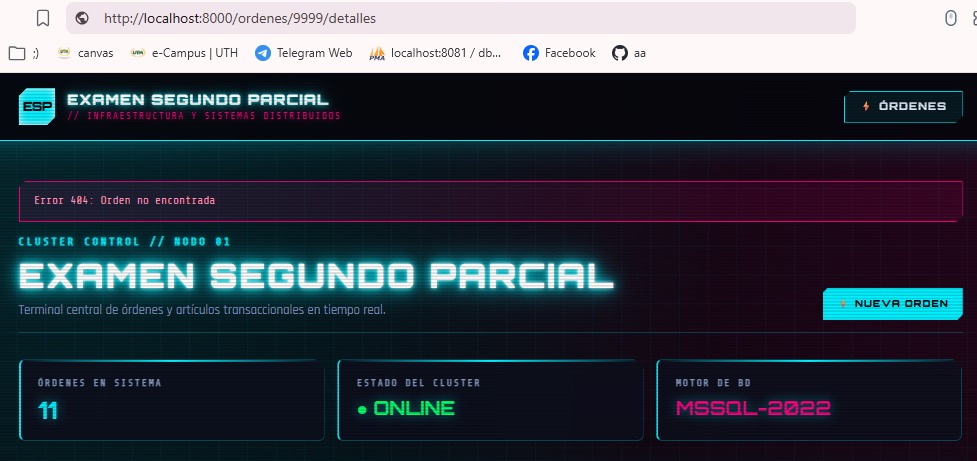 http://localhost:8000/ordenes/9999/detalles
;)
canvas
e-Campus | UTH
Telegram Web
localhost:8081 / db...
Facebook
aa
ESP
EXAMEN SEGUNDO PARCIAL
// INFRAESTRUCTURA Y SISTEMAS DISTRIBUIDOS
ÓRDENES
Error 404: Orden no encontrada
CLUSTER CONTROL // NODO 01
EXAMEN SEGUNDO PARCIAL
Terminal central de órdenes y artículos transaccionales en tiempo real.
NUEVA ORDEN
ÓRDENES EN SISTEMA
11
ESTADO DEL CLUSTER
● ONLINE
MOTOR DE BD
MSSQL-2022